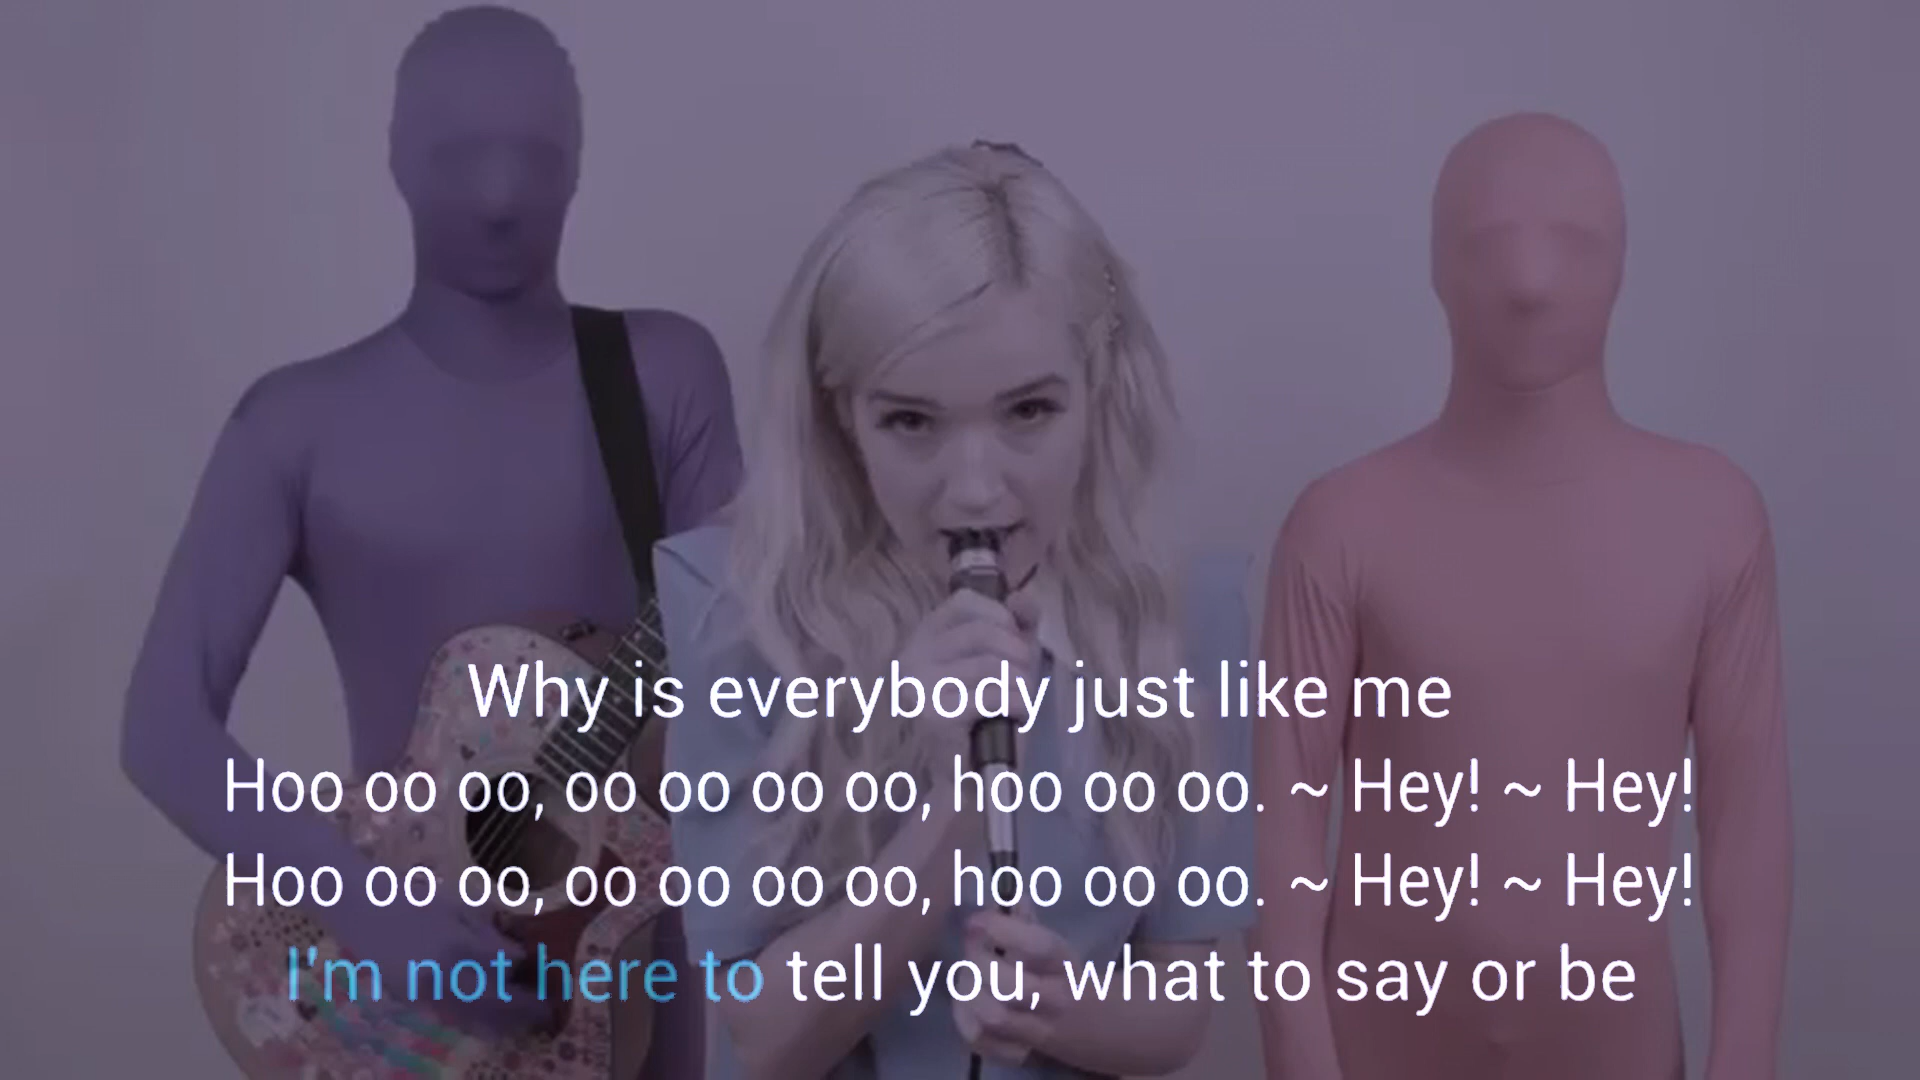 Why is everybody just like me
Hoo oo oo, oo oo oo oo, hoo oo oo. ~ Hey! ~ Hey!
Hoo oo oo, oo oo oo oo, hoo oo oo. ~ Hey! ~ Hey!
I'm not here to tell you, what to say or be